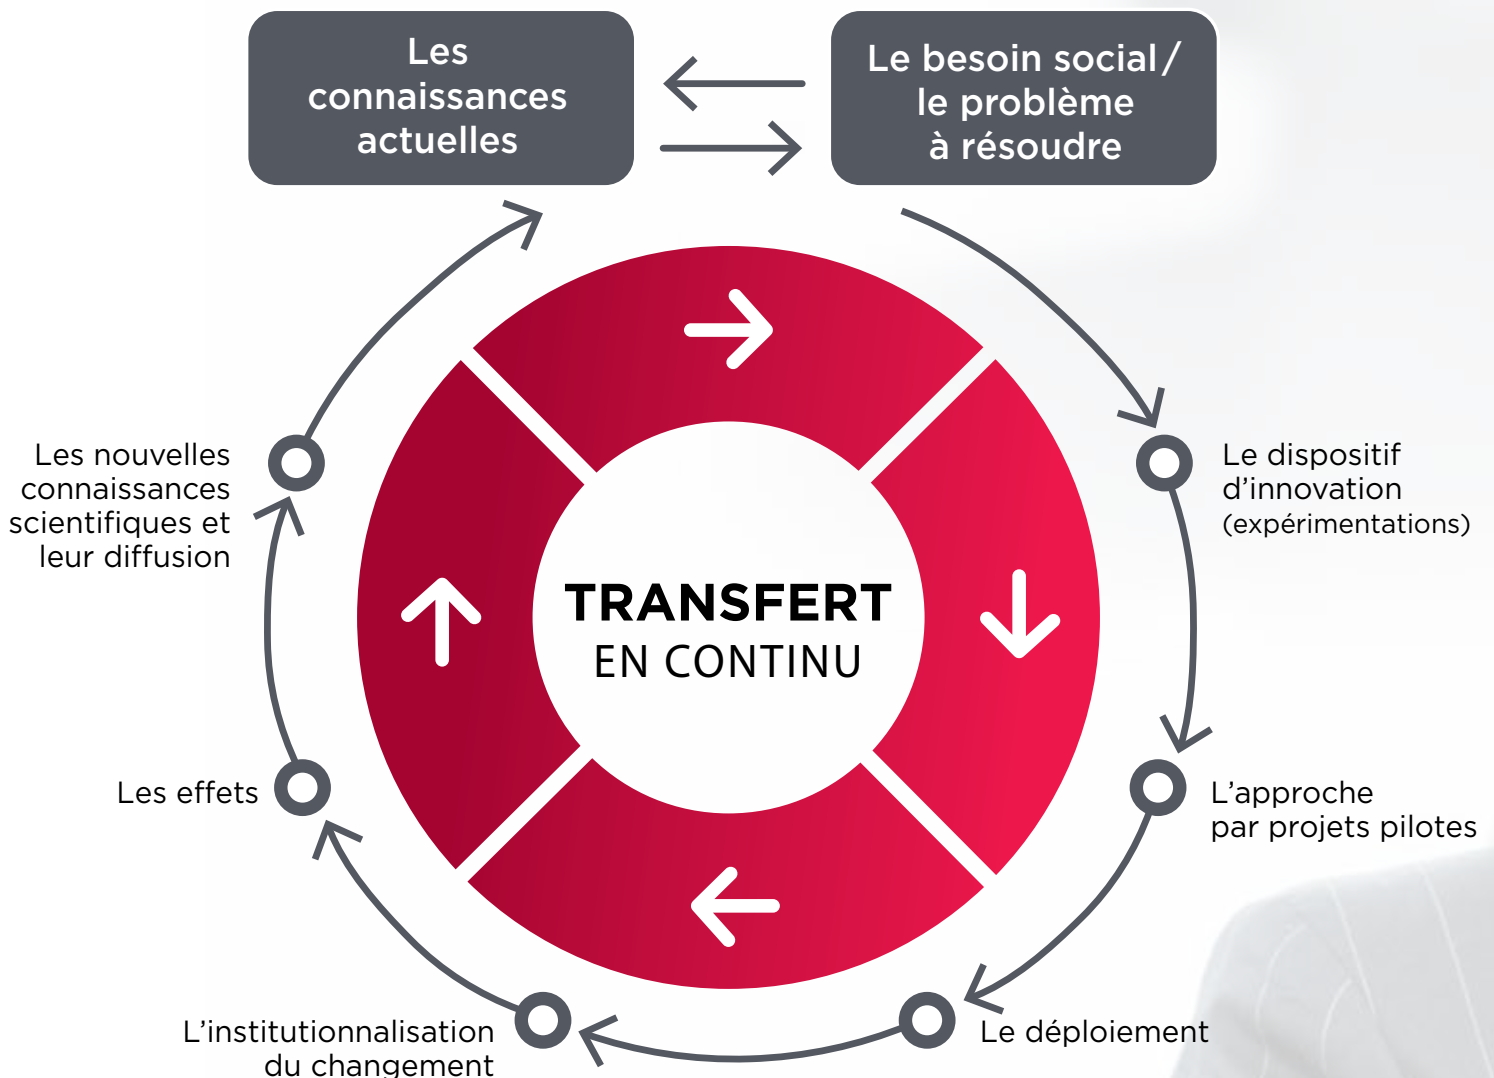 Les
connaissances
actuelles
Le besoin social /
le problème
à résoudre
Le dispositif
d’innovation
(expérimentations)
L’approche
par projets pilotes
Le déploiement
L’institutionnalisation
du changement
Les effets
Les nouvelles
connaissances
scientifiques et
leur diffusion
TRANSFERT
EN CONTINU